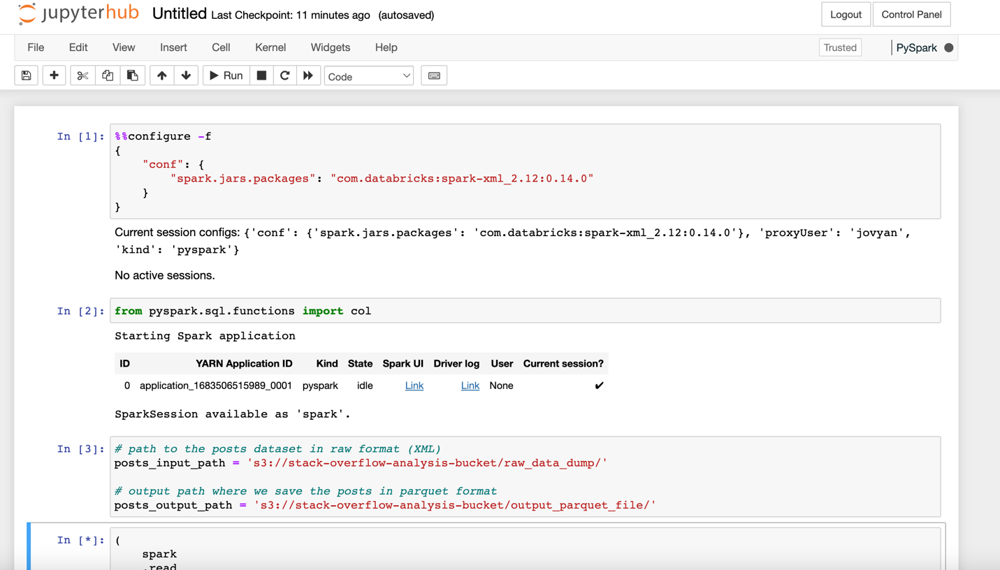 jupyterhub Untitled Last Checkpoint: 11 minutes ago (autosaved) Logout Control Panel
File Edit View Insert Cell Kernel Widgets Help Trusted PySpark
Run Code
In [1]: %%configure -f
{
"conf": {
"spark.jars.packages": "com.databricks:spark-xml_2.12:0.14.0"
}
}
Current session configs: {'conf': {'spark.jars.packages': 'com.databricks:spark-xml_2.12:0.14.0'}, 'proxyUser': 'jovyan',
'kind': 'pyspark'}
No active sessions.
In [2]: from pyspark.sql.functions import col
Starting Spark application
ID YARN Application ID Kind State Spark UI Driver log User Current session?
0 application_1683506515989_0001 pyspark idle Link Link None ✔
SparkSession available as 'spark'.
In [3]: # path to the posts dataset in raw format (XML)
posts_input_path = 's3://stack-overflow-analysis-bucket/raw_data_dump/'
# output path where we save the posts in parquet format
posts_output_path = 's3://stack-overflow-analysis-bucket/output_parquet_file/'
In [*]: (
spark
.read